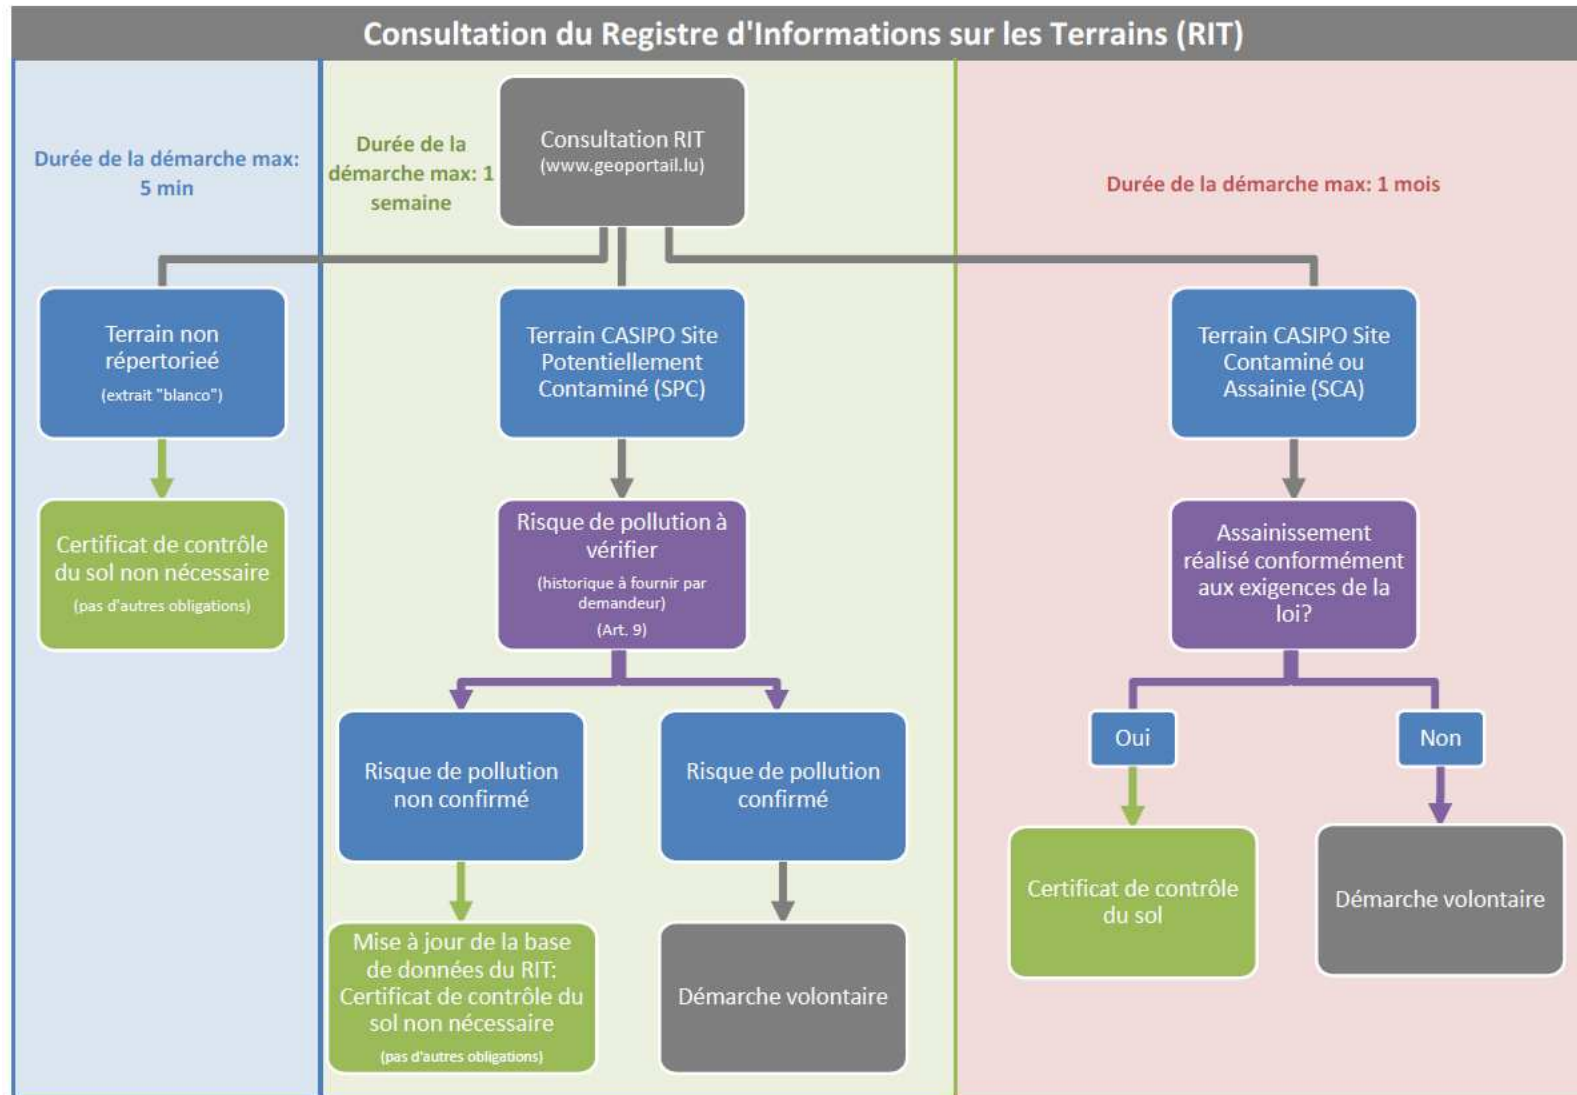 Consultation du Registre d'Informations sur les Terrains (RIT)
Durée de la démarche max:
5 min
Durée de la
démarche max: 1
semaine
Consultation RIT
(www.geoportail.lu)
Durée de la démarche max: 1 mois
Terrain non
répertorieé
(extrait "blanco")
Terrain CASIPO Site
Potentiellement
Contaminé (SPC)
Terrain CASIPO Site
Contaminé ou
Assainie (SCA)
Certificat de contrôle
du sol non nécessaire
(pas d'autres obligations)
Risque de pollution à
vérifier
(historique à fournir par
demandeur)
(Art. 9)
Assainissement
réalisé conformément
aux exigences de la
loi?
Risque de pollution
non confirmé
Risque de pollution
confirmé
Oui
Non
Mise à jour de la base
de données du RIT:
Certificat de contrôle du
sol non nécessaire
(pas d'autres obligations)
Démarche volontaire
Certificat de contrôle
du sol
Démarche volontaire